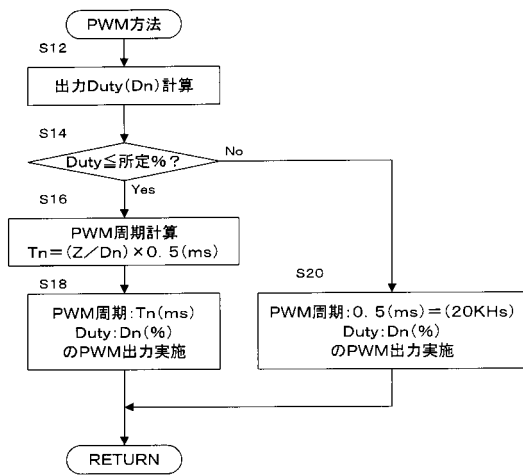 PWM方法
S12
出力Duty(Dn)計算
S14
Duty≦所定%？
No
Yes
S16
PWM周期計算
Tn＝(Z／Dn)×0．5(ms)
S18
PWM周期：Tn(ms)
Duty：Dn(%)
のPWM出力実施
S20
PWM周期：0．5(ms)＝(20KHs)
Duty：Dn(%)
のPWM出力実施
RETURN